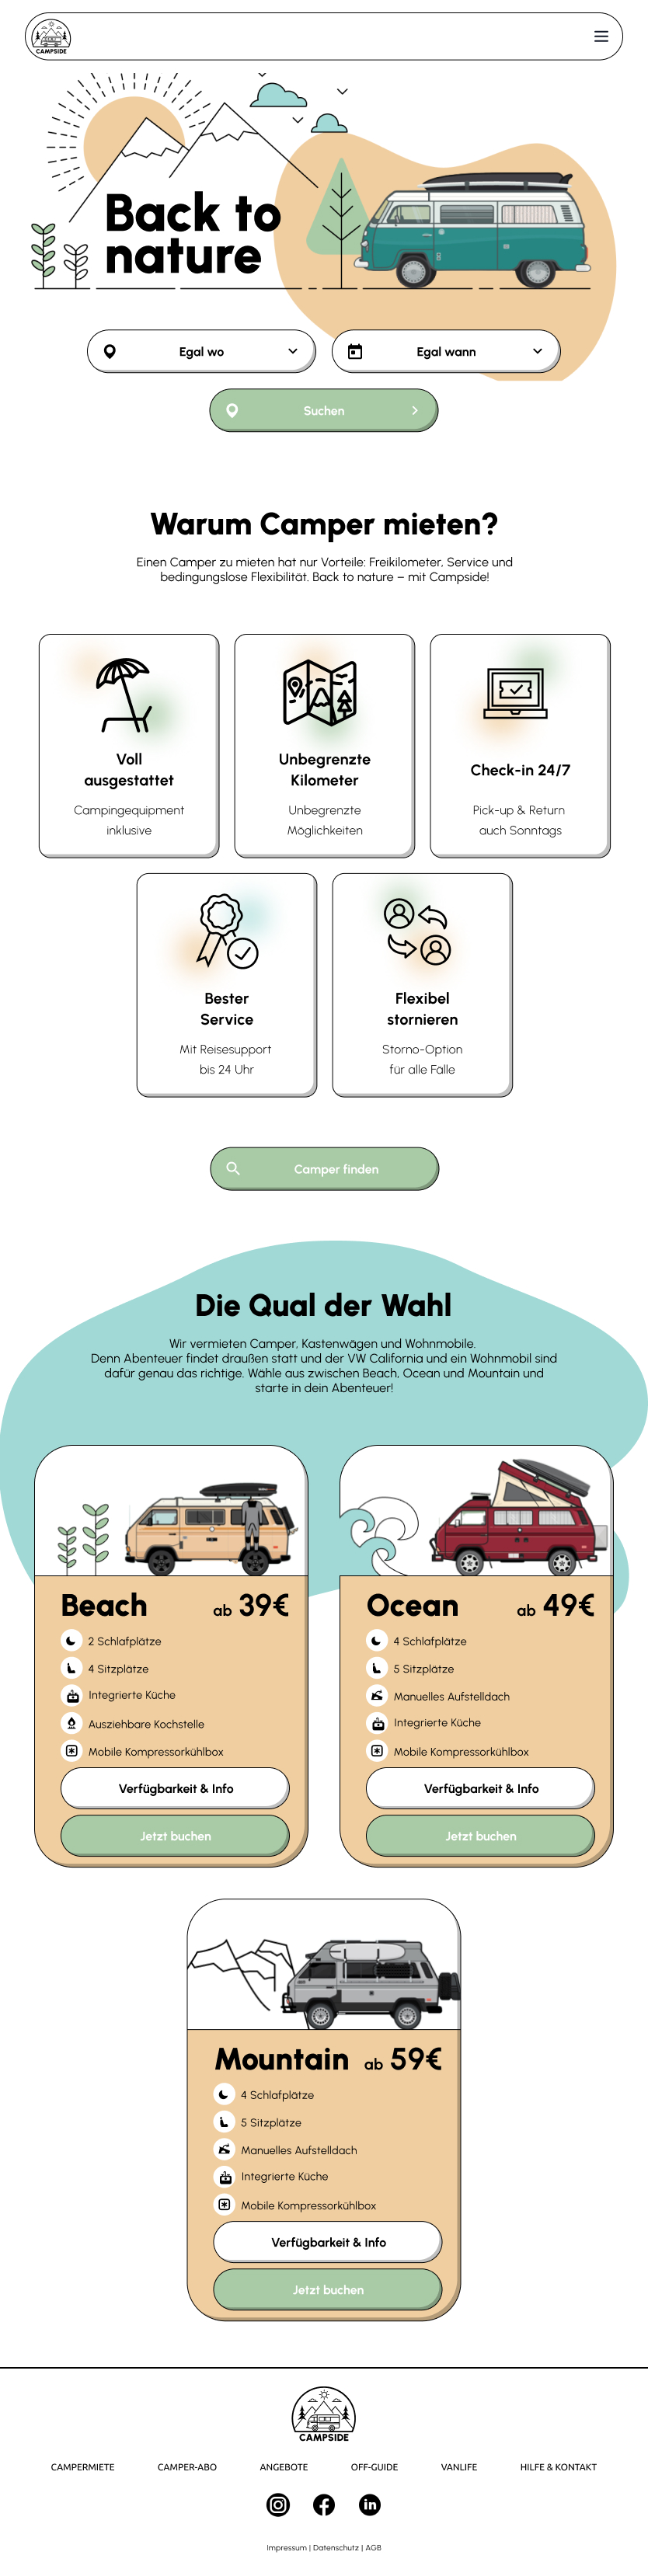 CAMPSIDE
Back to
nature
Egal wo
Egal wann
Suchen
Warum Camper mieten?
Einen Camper zu mieten hat nur Vorteile: Freikilometer, Service und
bedingungslose Flexibilität. Back to nature – mit Campside!
Voll
ausgestattet
Campingequipment
inklusive
Unbegrenzte
Kilometer
Unbegrenzte
Möglichkeiten
Check-in 24/7
Pick-up & Return
auch Sonntags
Bester
Service
Mit Reisesupport
bis 24 Uhr
Flexibel
stornieren
Storno-Option
für alle Fälle
Camper finden
Die Qual der Wahl
Wir vermieten Camper, Kastenwägen und Wohnmobile.
Denn Abenteuer findet draußen statt und der VW California und ein Wohnmobil sind
dafür genau das richtige. Wähle aus zwischen Beach, Ocean und Mountain und
starte in dein Abenteuer!
Beach ab 39€
2 Schlafplätze
4 Sitzplätze
Integrierte Küche
Ausziehbare Kochstelle
Mobile Kompressorkühlbox
Verfügbarkeit & Info
Jetzt buchen
Ocean ab 49€
4 Schlafplätze
5 Sitzplätze
Manuelles Aufstelldach
Integrierte Küche
Mobile Kompressorkühlbox
Verfügbarkeit & Info
Jetzt buchen
Mountain ab 59€
4 Schlafplätze
5 Sitzplätze
Manuelles Aufstelldach
Integrierte Küche
Mobile Kompressorkühlbox
Verfügbarkeit & Info
Jetzt buchen
CAMPSIDE
CAMPERMIETE CAMPER-ABO ANGEBOTE OFF-GUIDE VANLIFE HILFE & KONTAKT
Impressum | Datenschutz | AGB